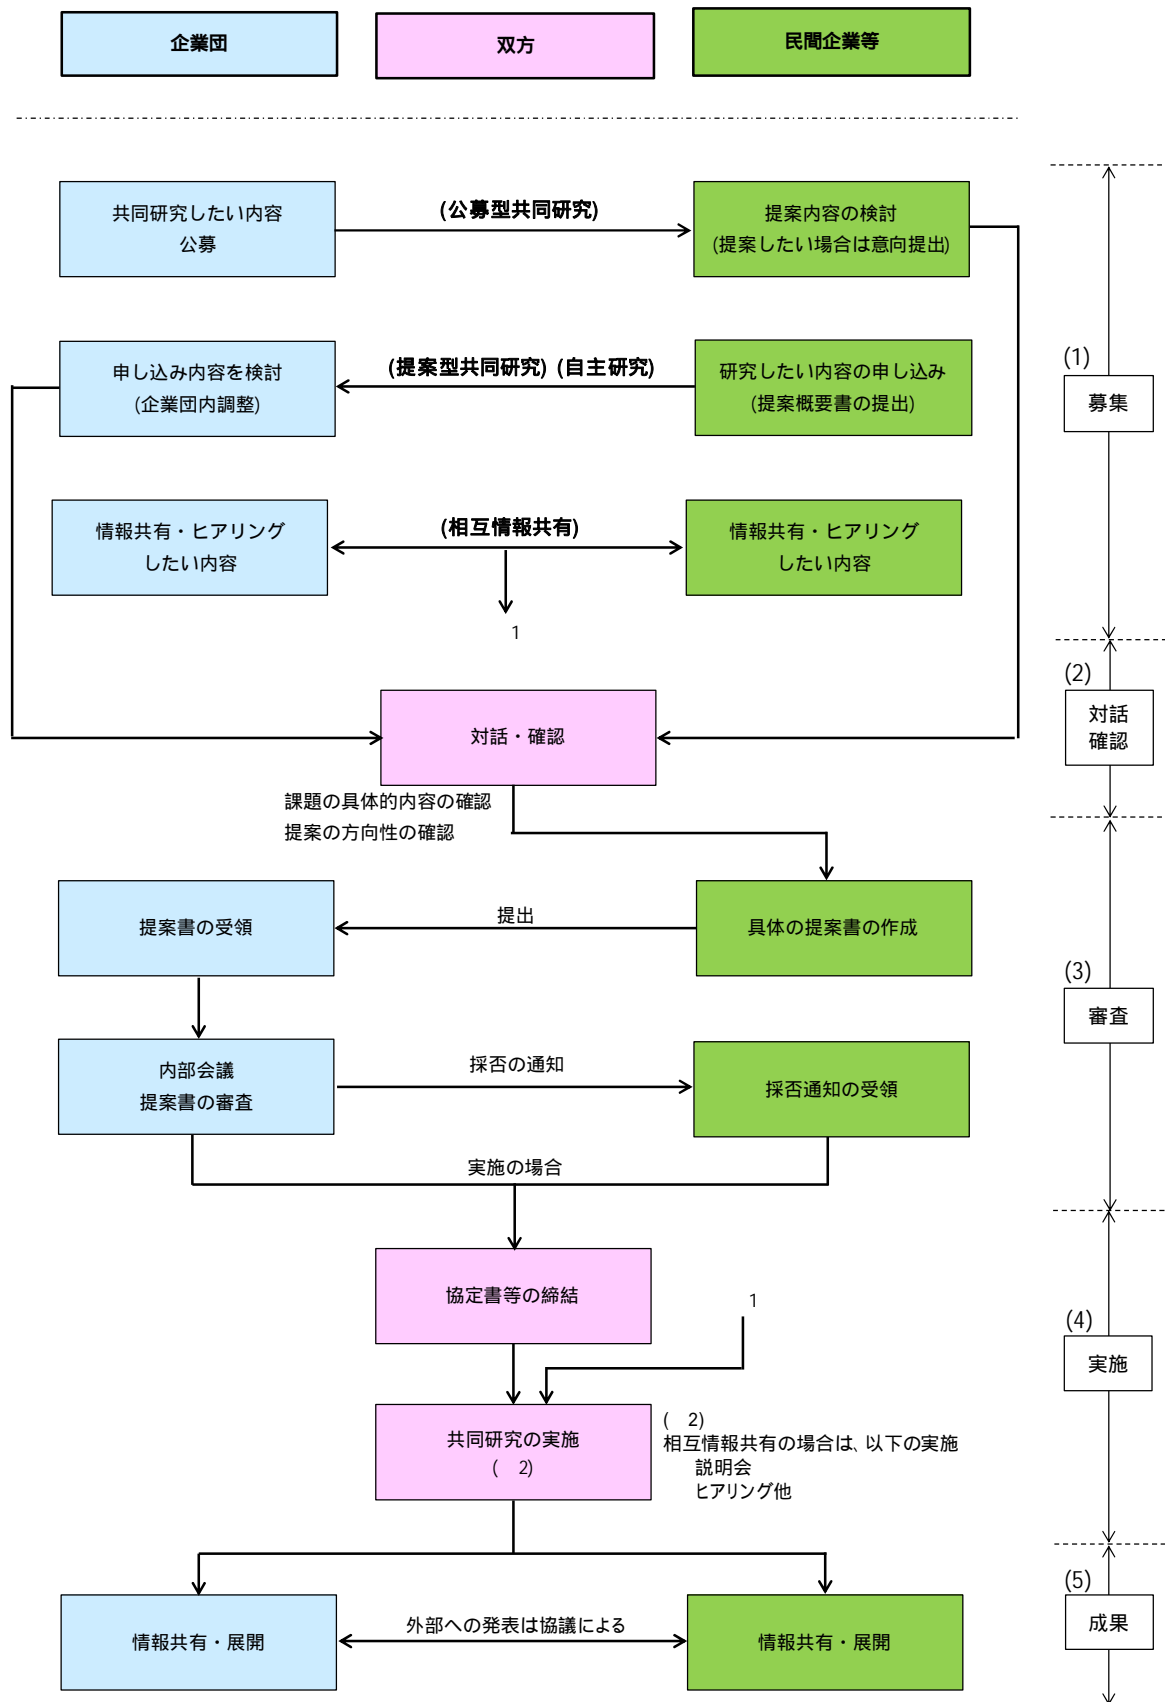 企業団
双方
民間企業等
共同研究したい内容
公募
(公募型共同研究)
提案内容の検討
(提案したい場合は意向提出)
申し込み内容を検討
(企業団内調整)
(提案型共同研究) (自主研究)
研究したい内容の申し込み
(提案概要書の提出)
(1)
募集
情報共有・ヒアリング
したい内容
(相互情報共有)
情報共有・ヒアリング
したい内容
1
(2)
対話
確認
対話・確認
課題の具体的内容の確認
提案の方向性の確認
提案書の受領
提出
具体の提案書の作成
(3)
審査
内部会議
提案書の審査
採否の通知
採否通知の受領
実施の場合
協定書等の締結
1
(4)
実施
共同研究の実施
(　2)
(　2)
相互情報共有の場合は、以下の実施
説明会
ヒアリング他
(5)
成果
情報共有・展開
外部への発表は協議による
情報共有・展開